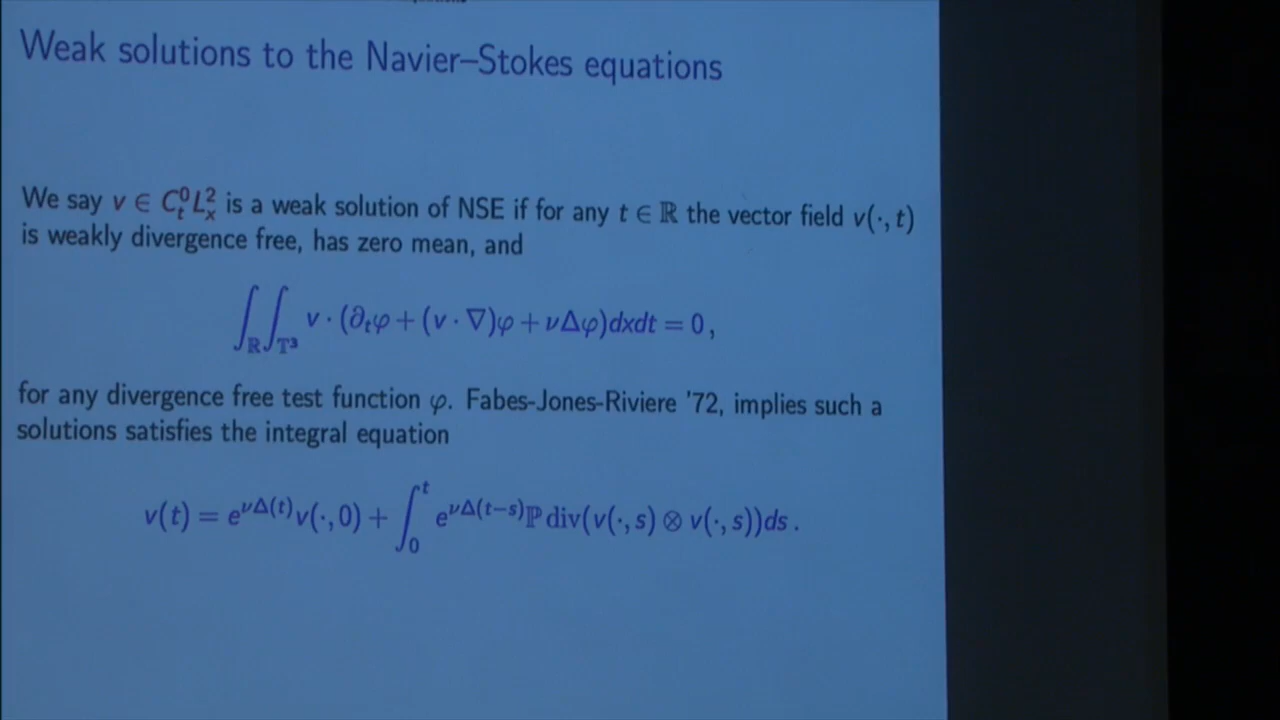 Weak solutions to the Navier–Stokes equations
We say v ∈ C⁰ₜL²ₓ is a weak solution of NSE if for any t ∈ ℝ the vector field v(·, t)
is weakly divergence free, has zero mean, and
∫_ℝ ∫_𝕋³ v · (∂ₜφ + (v · ∇)φ + νΔφ)dxdt = 0 ,
for any divergence free test function φ. Fabes-Jones-Riviere '72, implies such a
solutions satisfies the integral equation
v(t) = e^{νΔ(t)}v(·, 0) + ∫₀ᵗ e^{νΔ(t−s)}ℙ div(v(·, s) ⊗ v(·, s))ds .